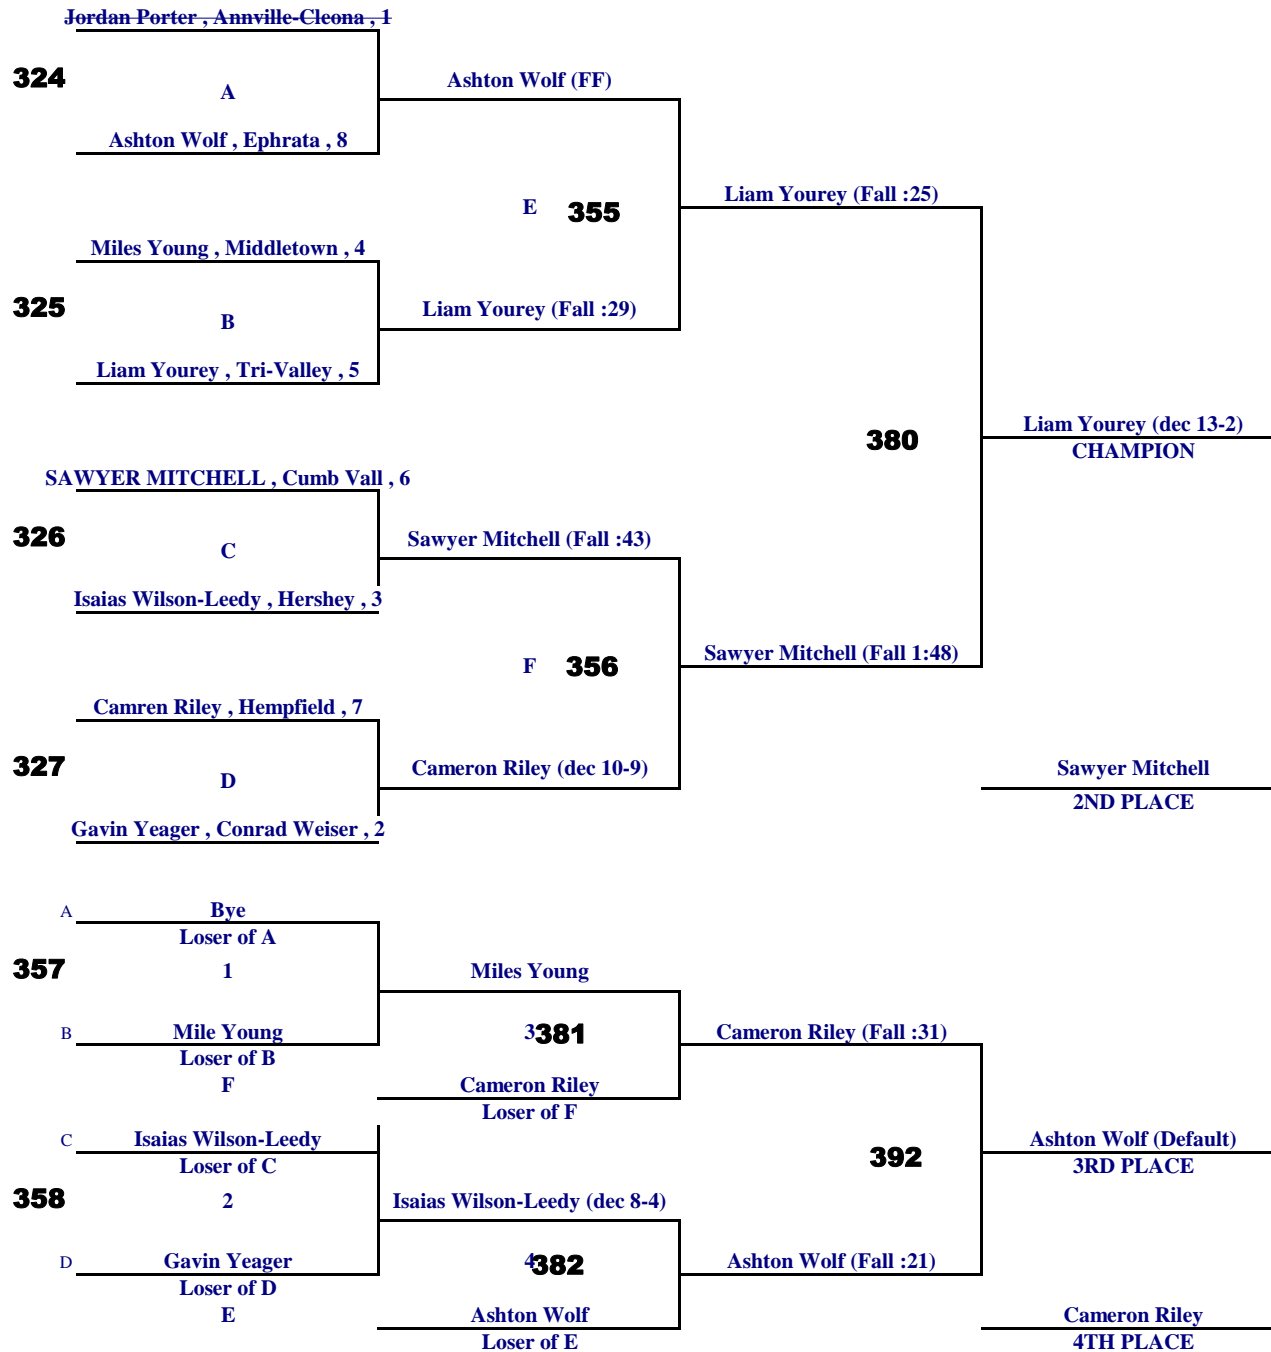 Jordan Porter , Annville-Cleona , 1
324
A
Ashton Wolf (FF)
Ashton Wolf , Ephrata , 8
E 355
Liam Yourey (Fall :25)
Miles Young , Middletown , 4
325
B
Liam Yourey (Fall :29)
Liam Yourey , Tri-Valley , 5
380
Liam Yourey (dec 13-2)
CHAMPION
SAWYER MITCHELL , Cumb Vall , 6
326
C
Sawyer Mitchell (Fall :43)
Isaias Wilson-Leedy , Hershey , 3
F 356
Sawyer Mitchell (Fall 1:48)
Camren Riley , Hempfield , 7
327
D
Cameron Riley (dec 10-9)
Sawyer Mitchell
2ND PLACE
Gavin Yeager , Conrad Weiser , 2
A Bye
Loser of A
357
1
Miles Young
B Mile Young
Loser of B
3 381
Cameron Riley (Fall :31)
F
Cameron Riley
Loser of F
C Isaias Wilson-Leedy
Loser of C
392
Ashton Wolf (Default)
3RD PLACE
358
2
Isaias Wilson-Leedy (dec 8-4)
D Gavin Yeager
Loser of D
4 382
Ashton Wolf (Fall :21)
E
Ashton Wolf
Loser of E
Cameron Riley
4TH PLACE